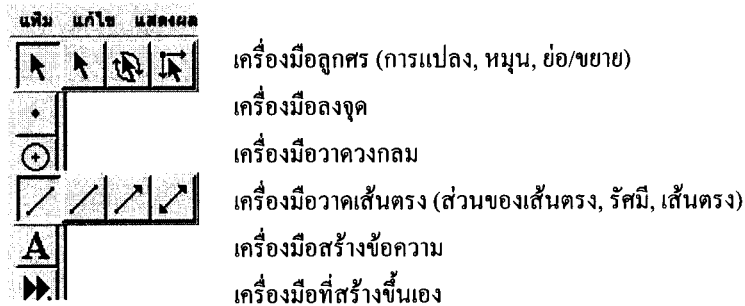 แฟ้ม แก้ไข แสดงผล
เครื่องมือลูกศร (การแปลง, หมุน, ย่อ/ขยาย)
เครื่องมือลงจุด
เครื่องมือวาดวงกลม
เครื่องมือวาดเส้นตรง (ส่วนของเส้นตรง, รัศมี, เส้นตรง)
A เครื่องมือสร้างข้อความ
เครื่องมือที่สร้างขึ้นเอง